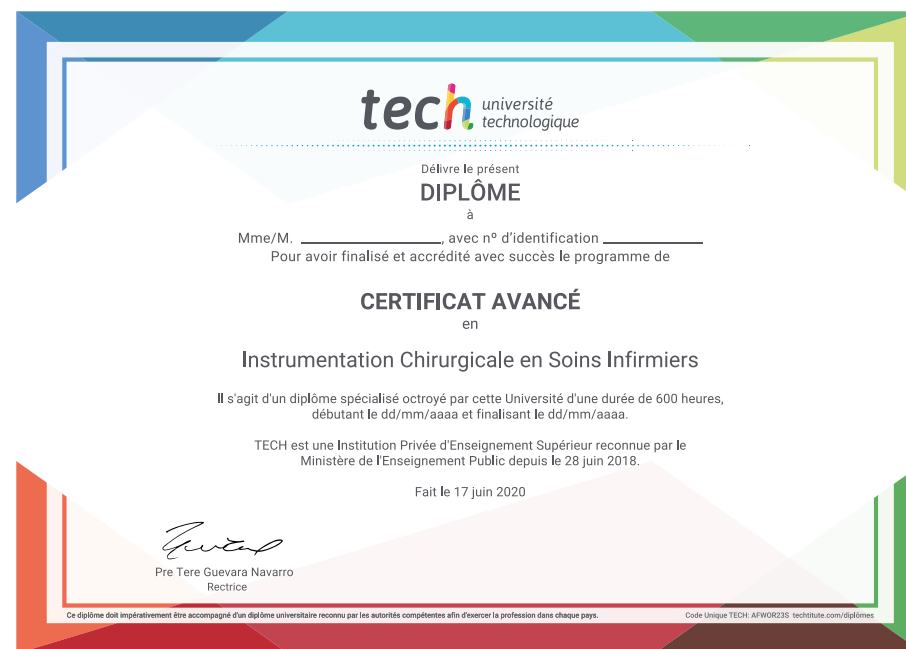 tech université
technologique
Délivre le présent
DIPLÔME
à
Mme/M. ____________________, avec nº d'identification ______________
Pour avoir finalisé et accrédité avec succès le programme de
CERTIFICAT AVANCÉ
en
Instrumentation Chirurgicale en Soins Infirmiers
Il s'agit d'un diplôme spécialisé octroyé par cette Université d'une durée de 600 heures,
débutant le dd/mm/aaaa et finalisant le dd/mm/aaaa.
TECH est une Institution Privée d'Enseignement Supérieur reconnue par le
Ministère de l'Enseignement Public depuis le 28 juin 2018.
Fait le 17 juin 2020
Pre Tere Guevara Navarro
Rectrice
Ce diplôme doit impérativement être accompagné d'un diplôme universitaire reconnu par les autorités compétentes afin d'exercer la profession dans chaque pays.
Code Unique TECH: AFWOR23S techtitute.com/diplômes